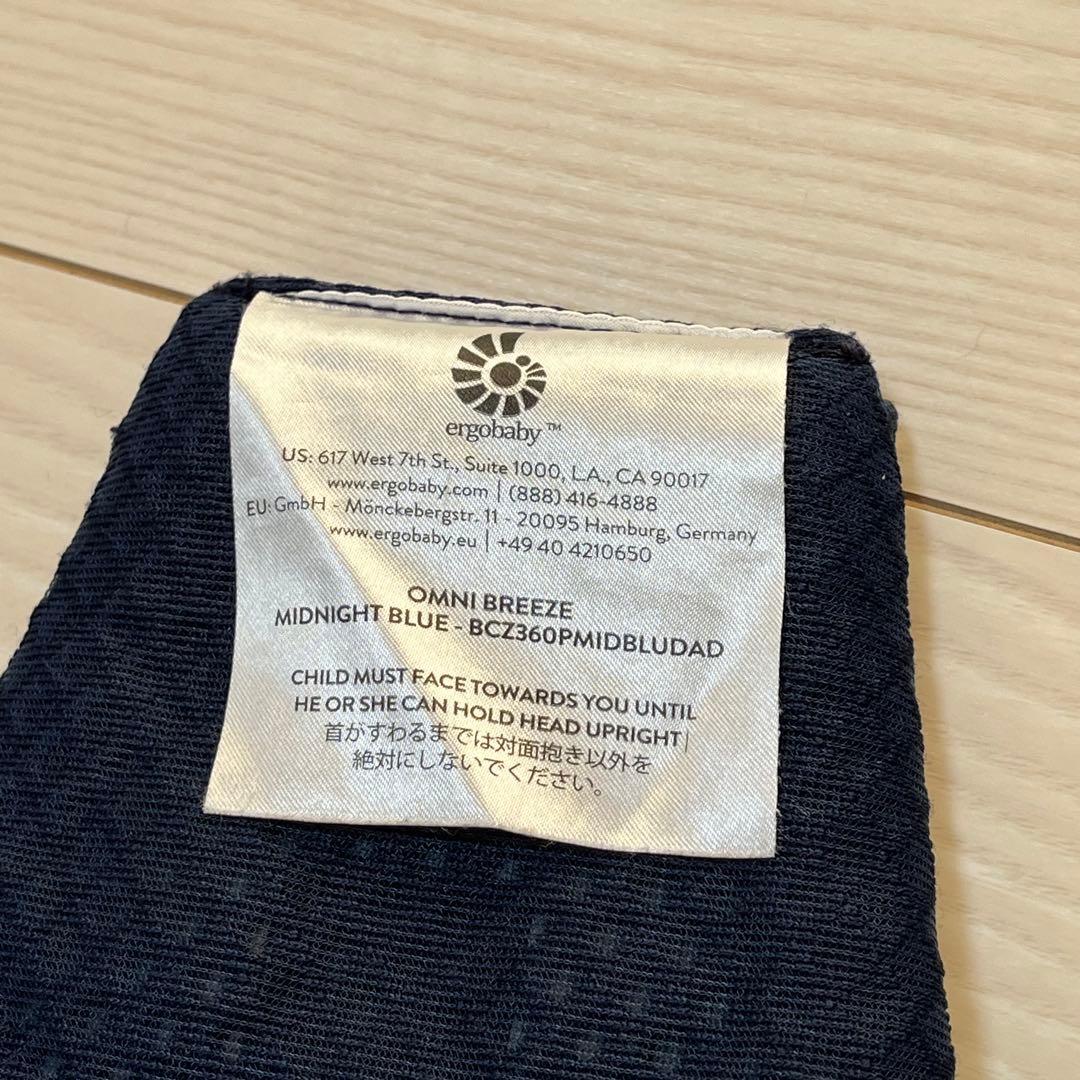 ergobaby™
US: 617 West 7th St., Suite 1000, L.A., CA 90017
www.ergobaby.com | (888) 416-4888
EU: GmbH - Mönckebergstr. 11 - 20095 Hamburg, Germany
www.ergobaby.eu | +49 40 4210650
OMNI BREEZE
MIDNIGHT BLUE - BCZ360PMIDBLUDAD
CHILD MUST FACE TOWARDS YOU UNTIL
HE OR SHE CAN HOLD HEAD UPRIGHT|
首がすわるまでは対面抱き以外を
絶対にしないでください。